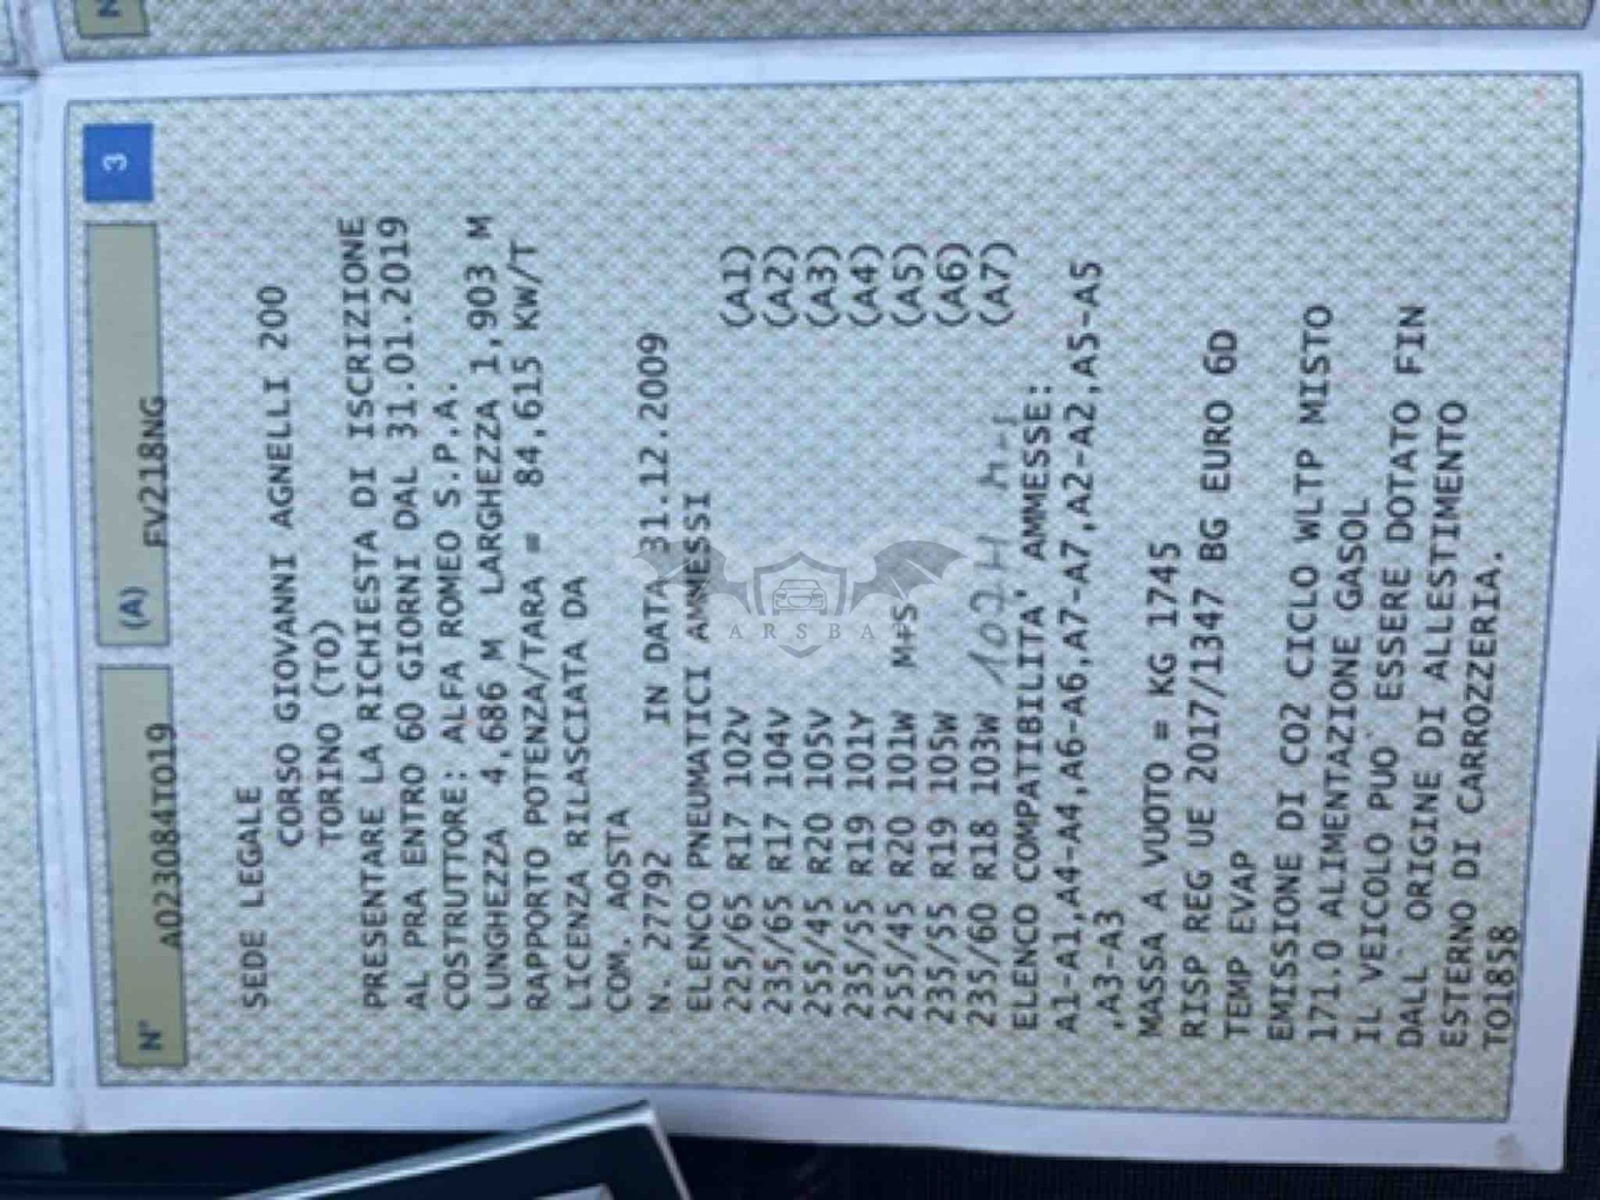 3
N° (A)
A023084TO19 FV218NG
SEDE LEGALE
CORSO GIOVANNI AGNELLI 200
TORINO (TO)
PRESENTARE LA RICHIESTA DI ISCRIZIONE
AL PRA ENTRO 60 GIORNI DAL 31.01.2019
COSTRUTTORE: ALFA ROMEO S.P.A.
LUNGHEZZA 4,686 M LARGHEZZA 1,903 M
RAPPORTO POTENZA/TARA = 84,615 KW/T
LICENZA RILASCIATA DA
COM. AOSTA
N. 27792 IN DATA 31.12.2009
ELENCO PNEUMATICI AMMESSI
225/65 R17 102V (A1)
235/65 R17 104V (A2)
255/45 R20 105V (A3)
235/55 R19 101Y (A4)
255/45 R20 101W M+S (A5)
235/55 R19 105W (A6)
235/60 R18 103W 102H (A7)
ELENCO COMPATIBILITA' AMMESSE:
A1-A1,A4-A4,A6-A6,A7-A7,A2-A2,A5-A5
,A3-A3
MASSA A VUOTO = KG 1745
RISP REG UE 2017/1347 BG EURO 6D
TEMP EVAP
EMISSIONE DI CO2 CICLO WLTP MISTO
171.0 ALIMENTAZIONE GASOL
IL VEICOLO PUO' ESSERE DOTATO FIN
DALL' ORIGINE DI ALLESTIMENTO
ESTERNO DI CARROZZERIA.
TO1858